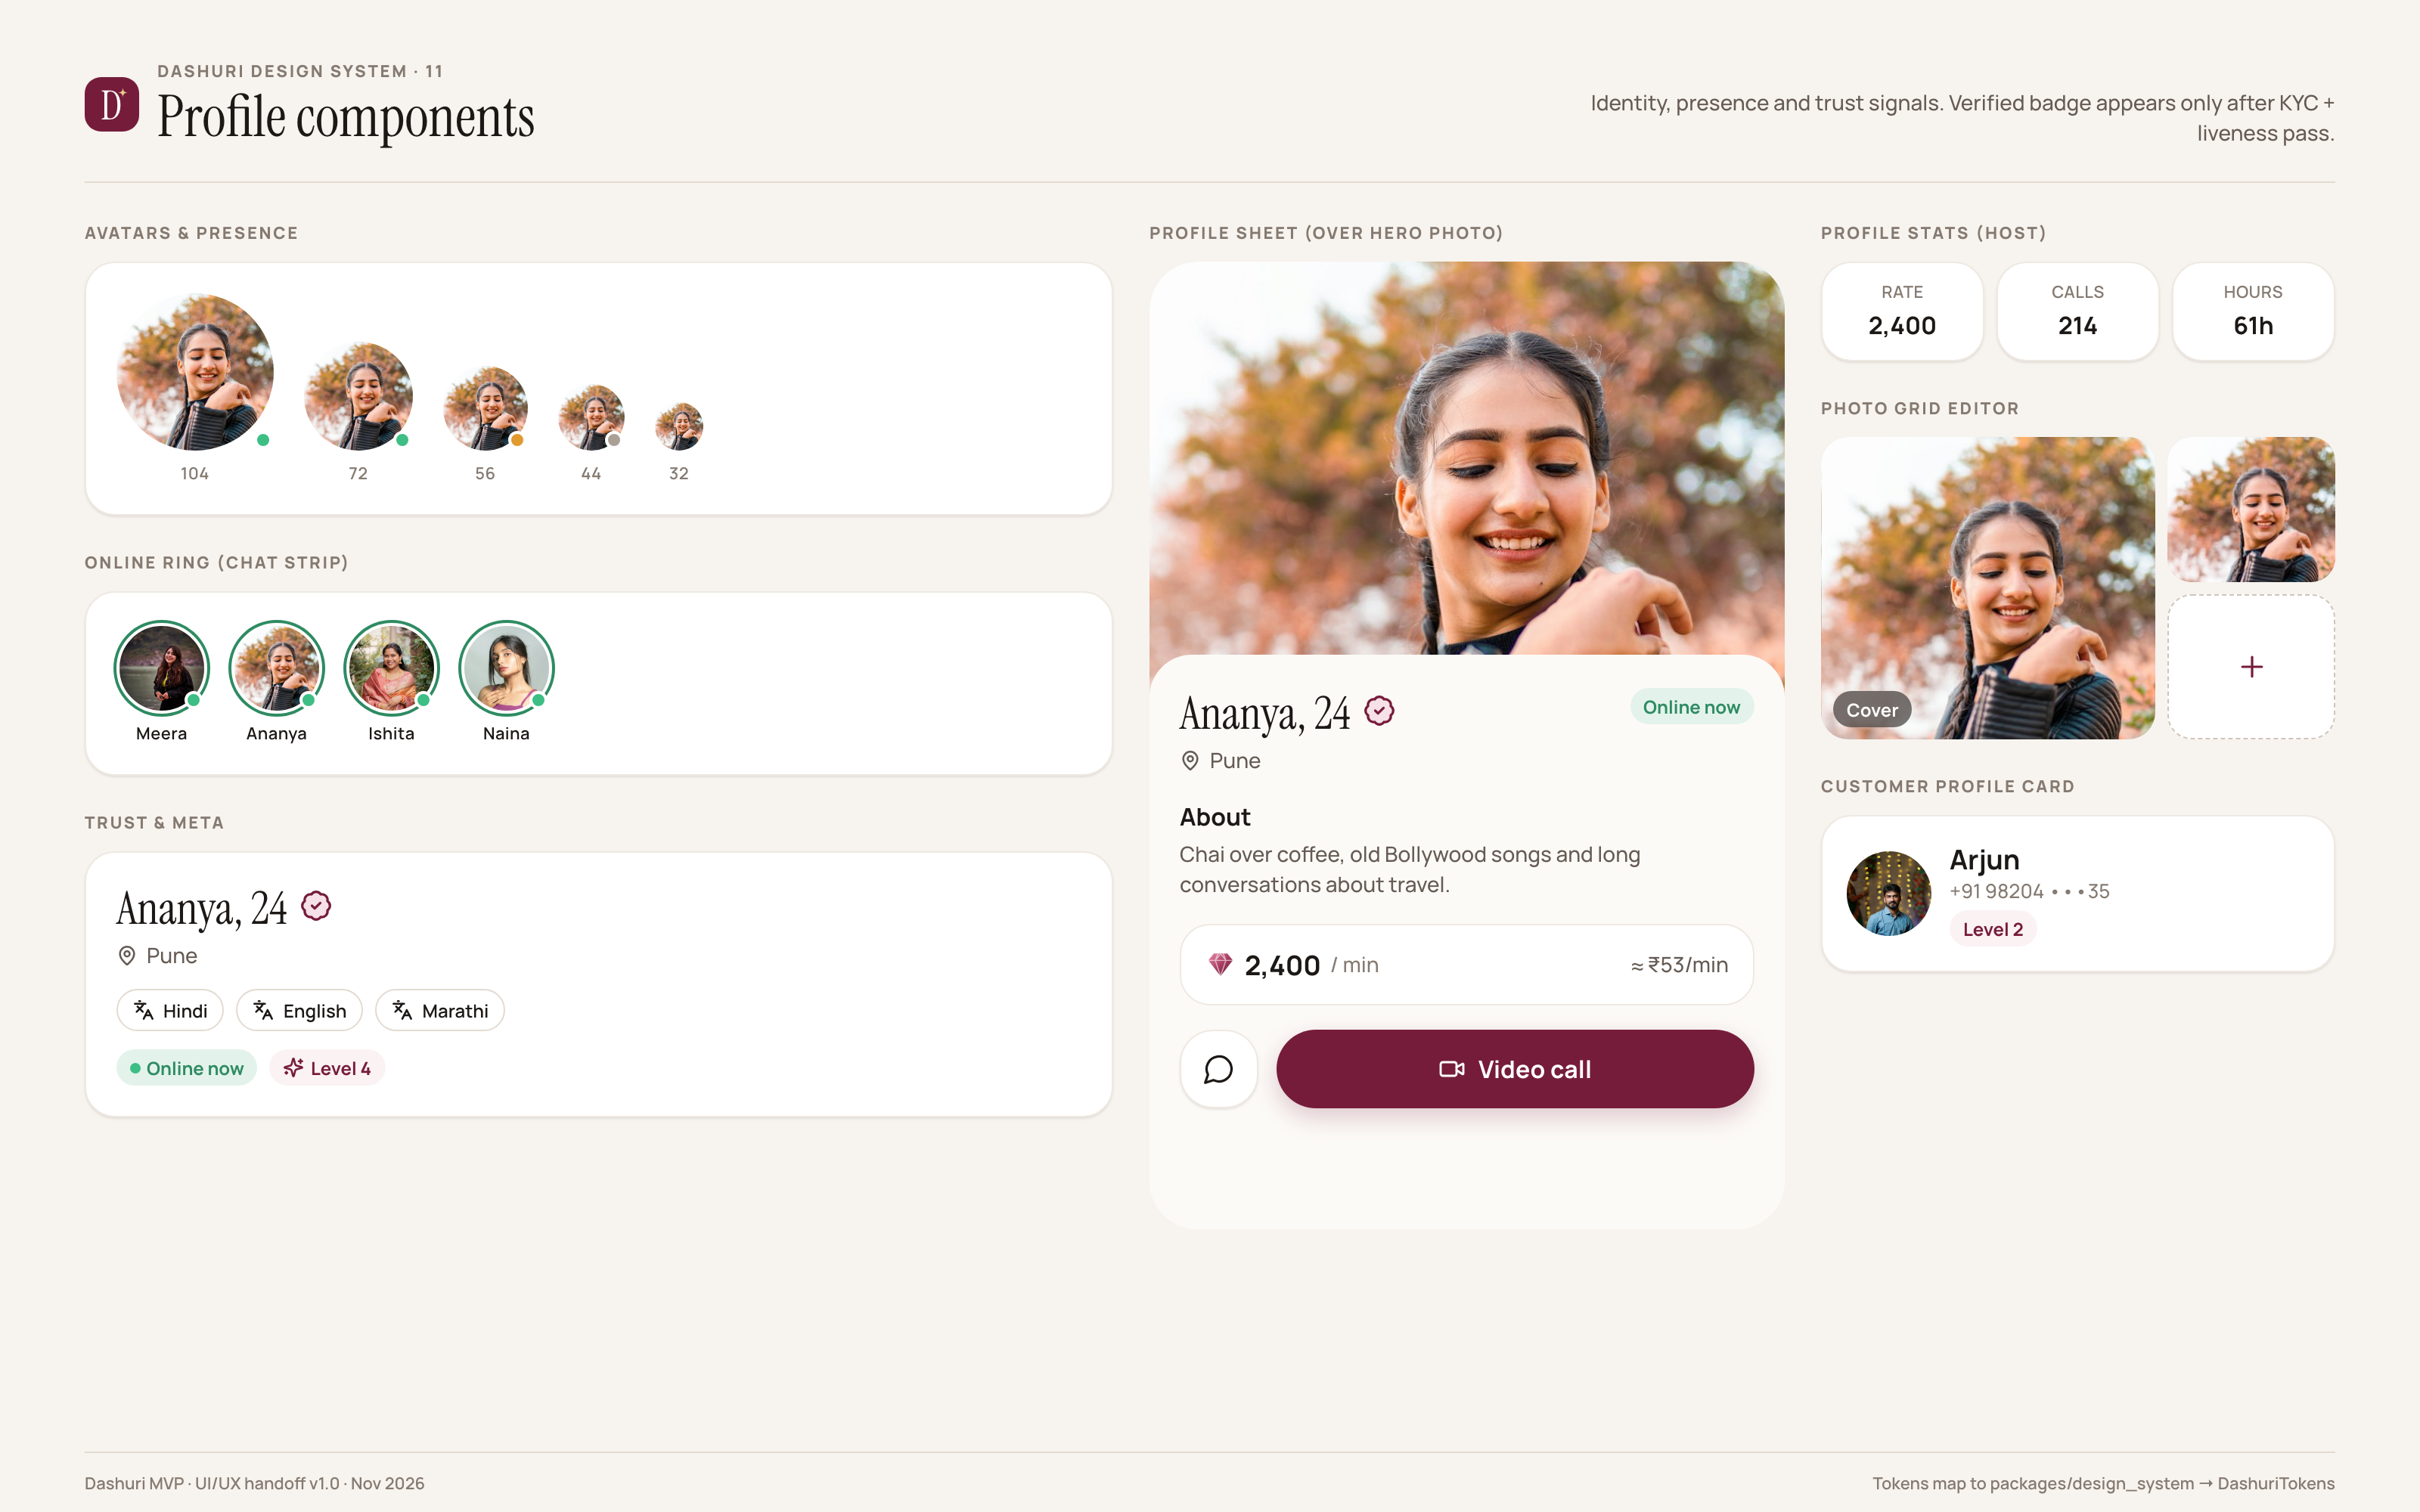 DASHURI DESIGN SYSTEM · 11
D
Profile components
Identity, presence and trust signals. Verified badge appears only after KYC +
liveness pass.
AVATARS & PRESENCE
104
72
56
44
32
ONLINE RING (CHAT STRIP)
Meera
Ananya
Ishita
Naina
TRUST & META
Ananya, 24
Pune
Hindi
English
Marathi
Online now
Level 4
PROFILE SHEET (OVER HERO PHOTO)
Ananya, 24
Online now
Pune
About
Chai over coffee, old Bollywood songs and long
conversations about travel.
2,400 / min
≈ ₹53/min
Video call
PROFILE STATS (HOST)
RATE
2,400
CALLS
214
HOURS
61h
PHOTO GRID EDITOR
Cover
+
CUSTOMER PROFILE CARD
Arjun
+91 98204 •••35
Level 2
Dashuri MVP · UI/UX handoff v1.0 · Nov 2026
Tokens map to packages/design_system → DashuriTokens